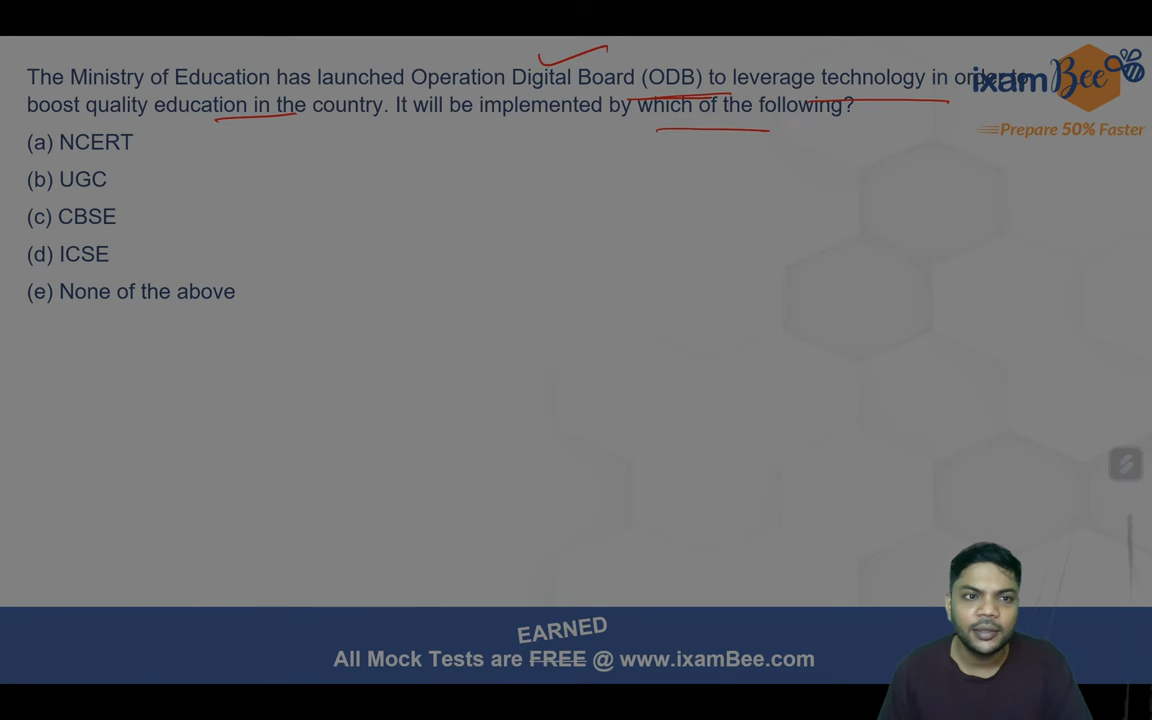 The Ministry of Education has launched Operation Digital Board (ODB) to leverage technology in order to
boost quality education in the country. It will be implemented by which of the following?
(a) NCERT
(b) UGC
(c) CBSE
(d) ICSE
(e) None of the above
ixamBee
Prepare 50% Faster
EARNED
All Mock Tests are FREE @ www.ixamBee.com